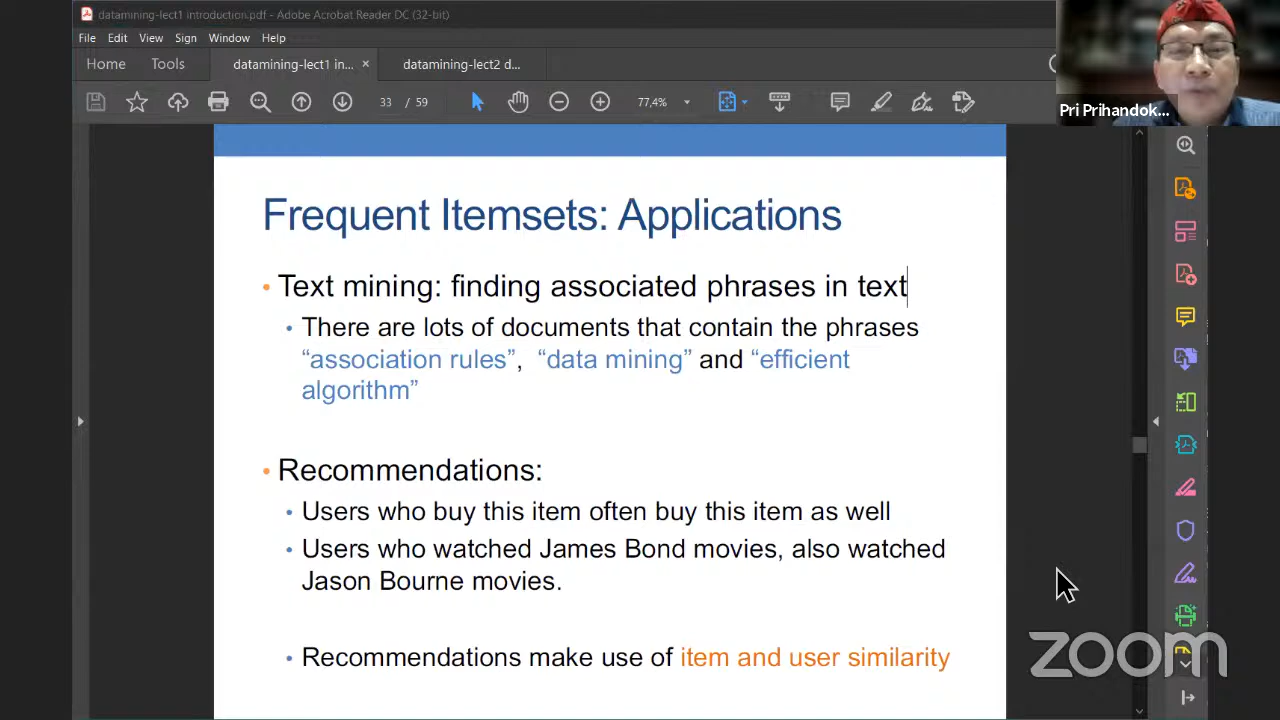 datamining-lect1 introduction.pdf - Adobe Acrobat Reader DC (32-bit)
File Edit View Sign Window Help
Home Tools datamining-lect1 in... × datamining-lect2 d...
33 / 59 77,4%
Pri Prihandok...
Frequent Itemsets: Applications
• Text mining: finding associated phrases in text
• There are lots of documents that contain the phrases
“association rules”, “data mining” and “efficient
algorithm”
• Recommendations:
• Users who buy this item often buy this item as well
• Users who watched James Bond movies, also watched
Jason Bourne movies.
• Recommendations make use of item and user similarity
zoom